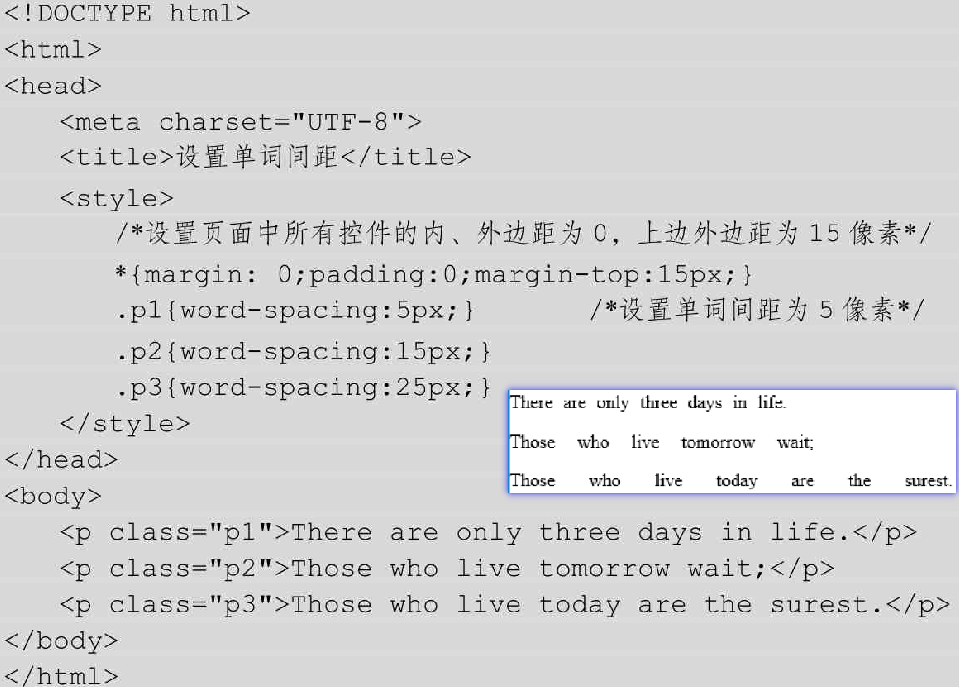 <!DOCTYPE html>
<html>
<head>
<meta charset="UTF-8">
<title>设置单词间距</title>
<style>
/*设置页面中所有控件的内、外边距为0，上边外边距为15像素*/
*{margin: 0;padding:0;margin-top:15px;}
.p1{word-spacing:5px;} /*设置单词间距为5像素*/
.p2{word-spacing:15px;}
.p3{word-spacing:25px;}
</style>
</head>
<body>
<p class="p1">There are only three days in life.</p>
<p class="p2">Those who live tomorrow wait;</p>
<p class="p3">Those who live today are the surest.</p>
</body>
</html>
There are only three days in life.
Those who live tomorrow wait;
Those who live today are the surest.